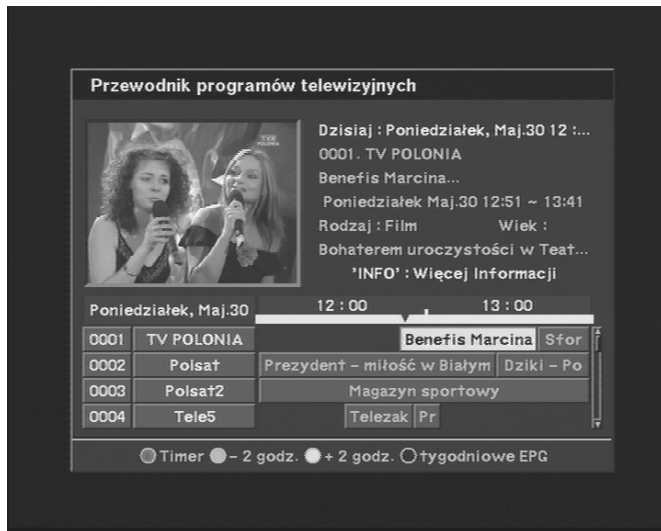 Przewodnik programów telewizyjnych
TVP
POLONIA
Dzisiaj : Poniedziałek, Maj.30 12 :...
0001. TV POLONIA
Benefis Marcina...
Poniedziałek Maj.30 12:51 ~ 13:41
Rodzaj : Film Wiek :
Bohaterem uroczystości w Teat...
'INFO' : Więcej Informacji
Poniedziałek, Maj.30 12 : 00 13 : 00
0001 TV POLONIA Benefis Marcina Sfor
0002 Polsat Prezydent - miłość w Białym Dziki - Po
0003 Polsat2 Magazyn sportowy
0004 Tele5 Telezak Pr
Timer - 2 godz. + 2 godz. tygodniowe EPG